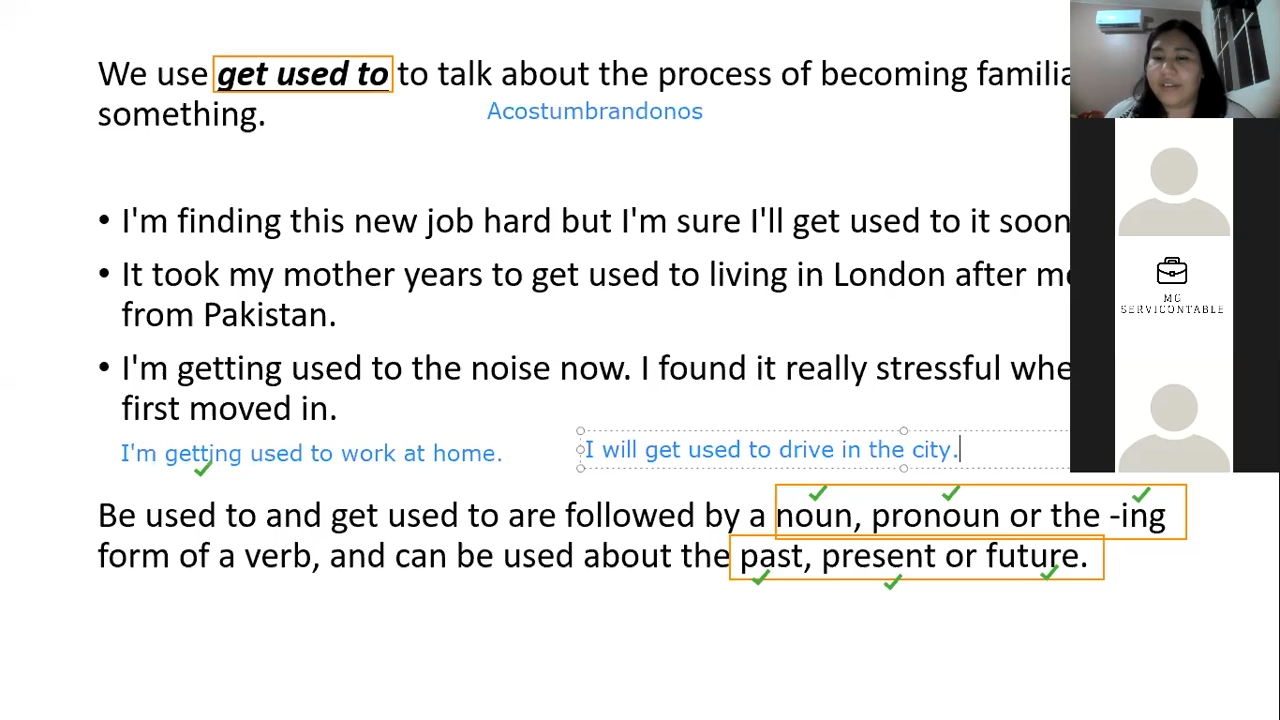 We use get used to to talk about the process of becoming
something.
Acostumbrandonos
• I'm finding this new job hard but I'm sure I'll get used to it soon
• It took my mother years to get used to living in London after
from Pakistan.
• I'm getting used to the noise now. I found it really stressful
first moved in.
I'm getting used to work at home.
I will get used to drive in the city.
Be used to and get used to are followed by a noun, pronoun or the -ing
form of a verb, and can be used about the past, present or future.
MC
SERVICONTABLE